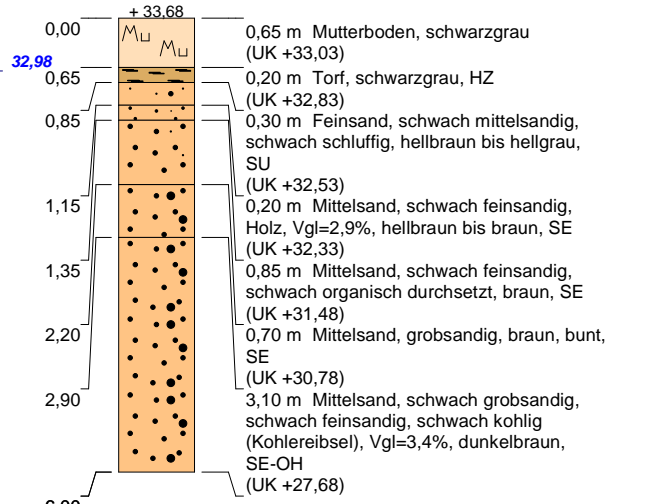 + 33,68
0,00
0,65 m Mutterboden, schwarzgrau
(UK +33,03)
Mu
Mu
32,98
0,65
0,20 m Torf, schwarzgrau, HZ
(UK +32,83)
0,85
0,30 m Feinsand, schwach mittelsandig,
schwach schluffig, hellbraun bis hellgrau,
SU
(UK +32,53)
1,15
0,20 m Mittelsand, schwach feinsandig,
Holz, Vgl=2,9%, hellbraun bis braun, SE
(UK +32,33)
1,35
0,85 m Mittelsand, schwach feinsandig,
schwach organisch durchsetzt, braun, SE
(UK +31,48)
2,20
0,70 m Mittelsand, grobsandig, braun, bunt,
SE
(UK +30,78)
2,90
3,10 m Mittelsand, schwach grobsandig,
schwach feinsandig, schwach kohlig
(Kohlereibsel), Vgl=3,4%, dunkelbraun,
SE-OH
(UK +27,68)